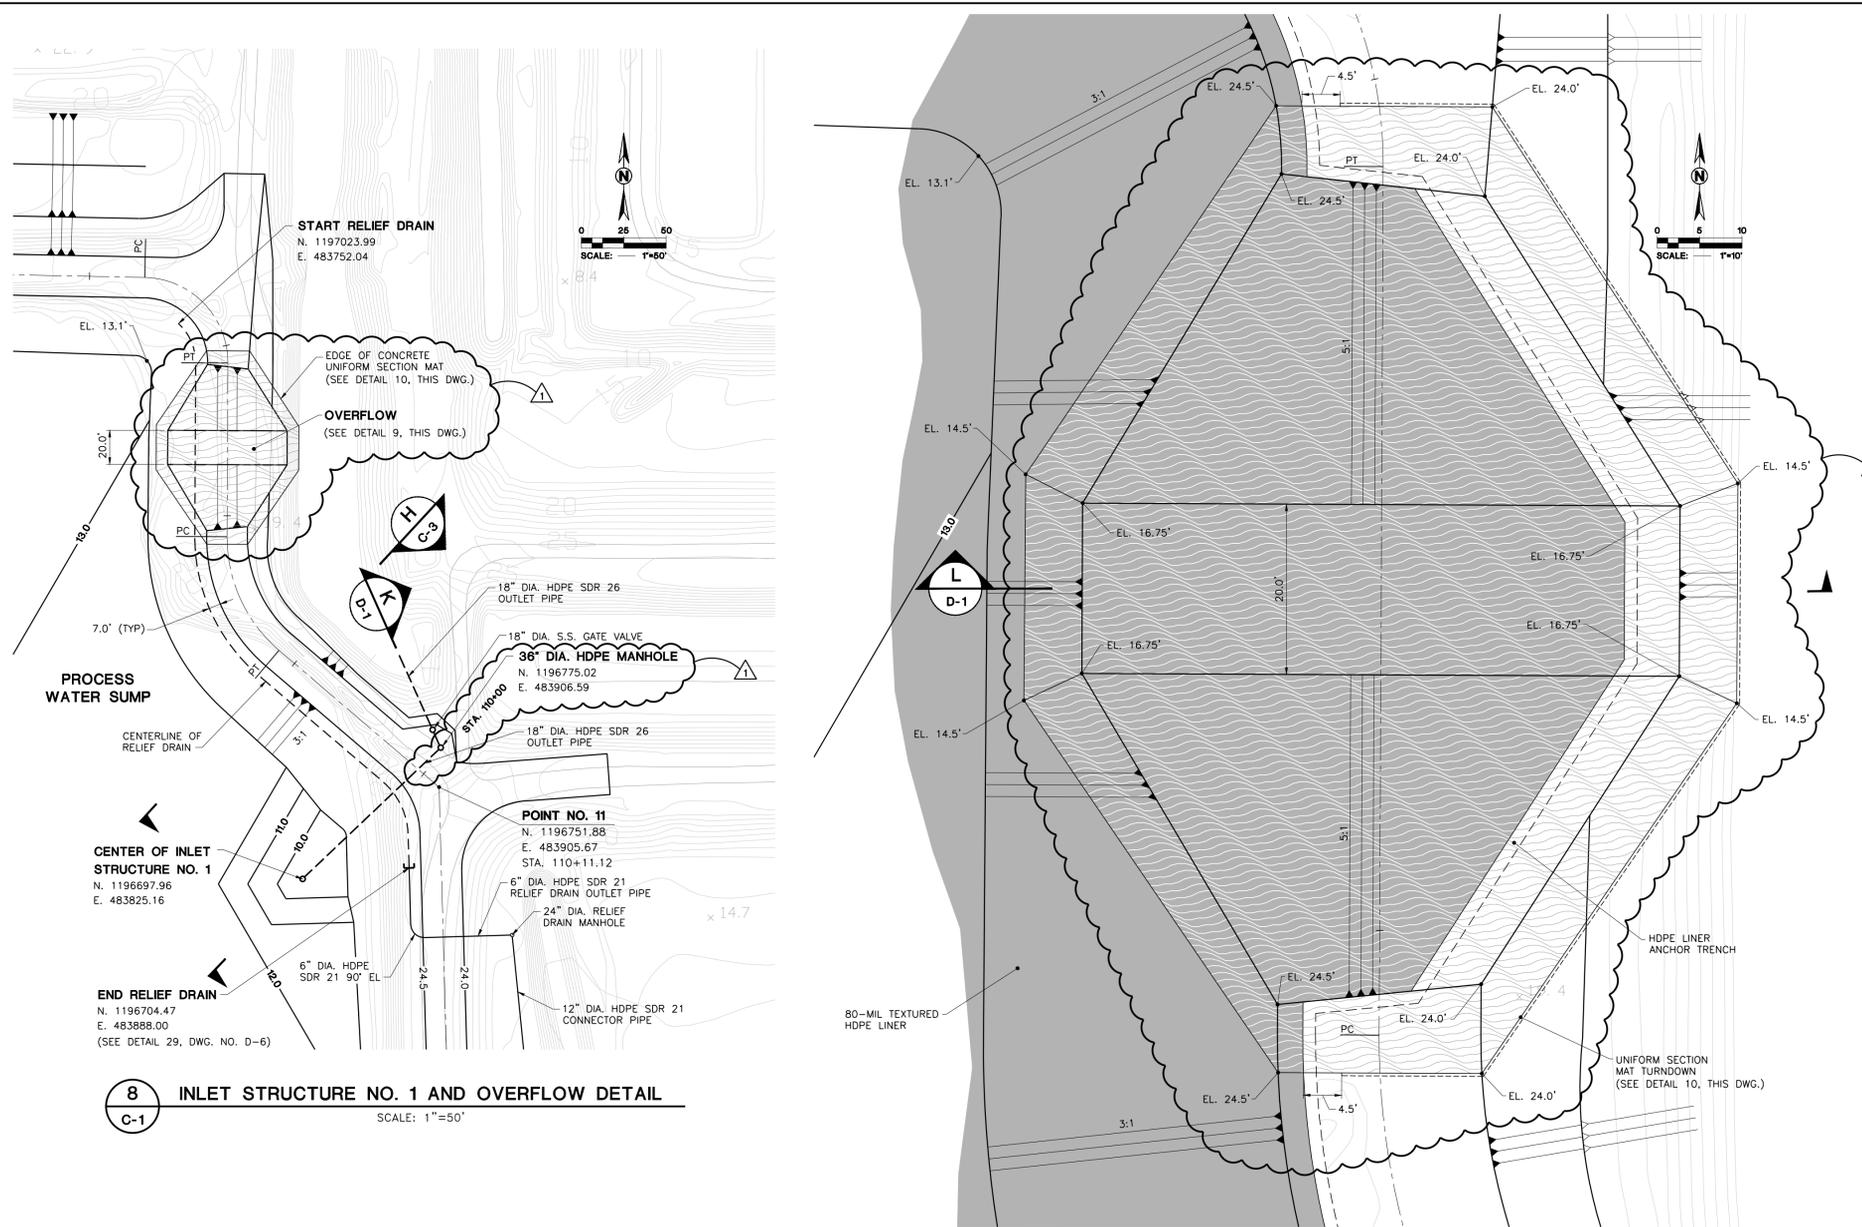 START RELIEF DRAIN
N. 1197023.99
E. 483752.04
N
0 25 50
SCALE: 1"=50'
PC
8.4
EL. 13.1'
PT
EDGE OF CONCRETE
UNIFORM SECTION MAT
(SEE DETAIL 10, THIS DWG.)
1
OVERFLOW
(SEE DETAIL 9, THIS DWG.)
20.0'
13.0
PC
H
C-3
20
25
10
15
20
K
D-1
18" DIA. HDPE SDR 26
OUTLET PIPE
7.0' (TYP)
18" DIA. S.S. GATE VALVE
36" DIA. HDPE MANHOLE
N. 1196775.02
E. 483906.59
1
STA. 110+00
PT
PROCESS
WATER SUMP
18" DIA. HDPE SDR 26
OUTLET PIPE
CENTERLINE OF
RELIEF DRAIN
3:1
POINT NO. 11
N. 1196751.88
E. 483905.67
STA. 110+11.12
11.0
10.0
CENTER OF INLET
STRUCTURE NO. 1
N. 1196697.96
E. 483825.16
6" DIA. HDPE SDR 21
RELIEF DRAIN OUTLET PIPE
24" DIA. RELIEF
DRAIN MANHOLE
14.7
6" DIA. HDPE
SDR 21 90° EL
12.0
24.5
24.0
END RELIEF DRAIN
N. 1196704.47
E. 483888.00
(SEE DETAIL 29, DWG. NO. D-6)
12" DIA. HDPE SDR 21
CONNECTOR PIPE
8
C-1
INLET STRUCTURE NO. 1 AND OVERFLOW DETAIL
SCALE: 1"=50'
EL. 24.5'
4.5'
EL. 24.0'
3:1
PT
EL. 24.0'
EL. 13.1'
EL. 24.5'
N
0 5 10
SCALE: 1"=10'
5:1
EL. 14.5'
EL. 14.5'
13.0
EL. 16.75'
EL. 16.75'
L
D-1
20.0'
EL. 16.75'
EL. 16.75'
EL. 14.5'
EL. 14.5'
5:1
HDPE LINER
ANCHOR TRENCH
EL. 24.5'
80-MIL TEXTURED
HDPE LINER
EL. 24.0'
PC
UNIFORM SECTION
MAT TURNDOWN
(SEE DETAIL 10, THIS DWG.)
EL. 24.5'
4.5'
EL. 24.0'
3:1